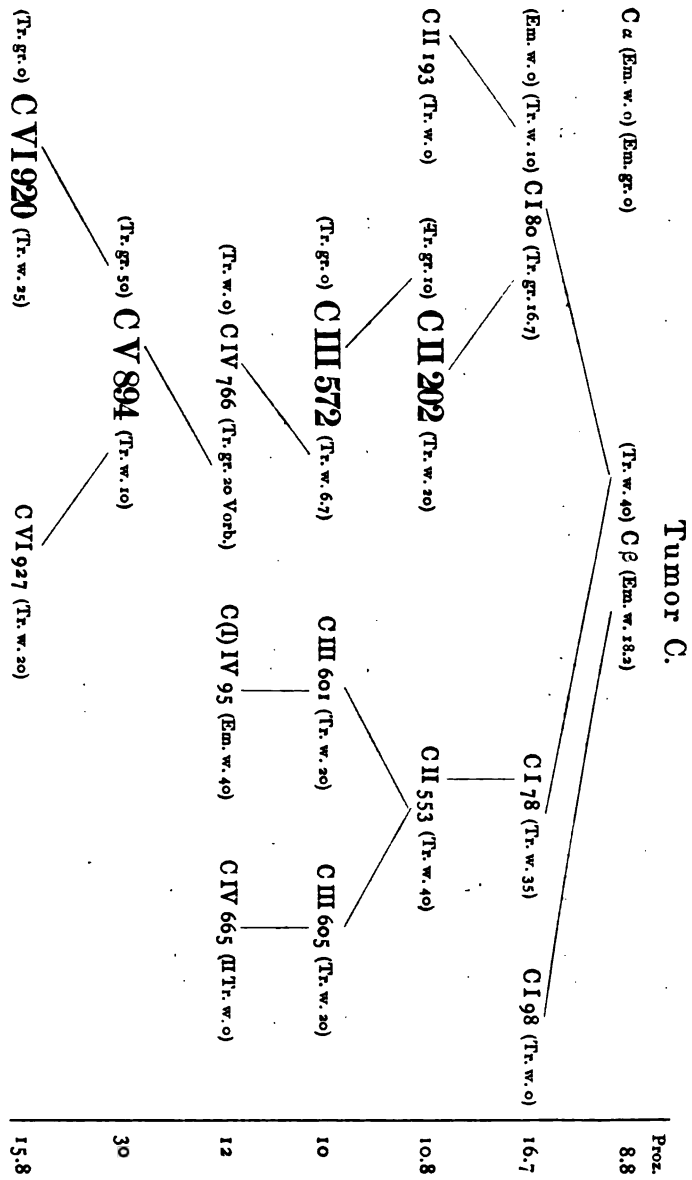 Tumor C.
Proz.
C α (Em. w. 0) (Em. gr. 0) (Tr. w. 40) C β (Em. w. 18.2) 8.8
(Em. w. 0) (Tr. w. 10) C I 80 (Tr. gr. 16.7) C I 78 (Tr. w. 35) C I 98 (Tr. w. 0) 16.7
C II 193 (Tr. w. 0) (Tr. gr. 10) C II 202 (Tr. w. 20) C II 553 (Tr. w. 40) 10.8
(Tr. gr. 0) C III 572 (Tr. w. 6.7) C III 601 (Tr. w. 20) C III 605 (Tr. w. 20) 10
(Tr. w. 0) C IV 766 (Tr. gr. 20 Vorb.) C(I) IV 95 (Em. w. 40) C IV 665 (II Tr. w. 0) 12
(Tr. gr. 50) C V 894 (Tr. w. 10) 30
(Tr. gr. 0) C VI 920 (Tr. w. 25) C VI 927 (Tr. w. 20) 15.8